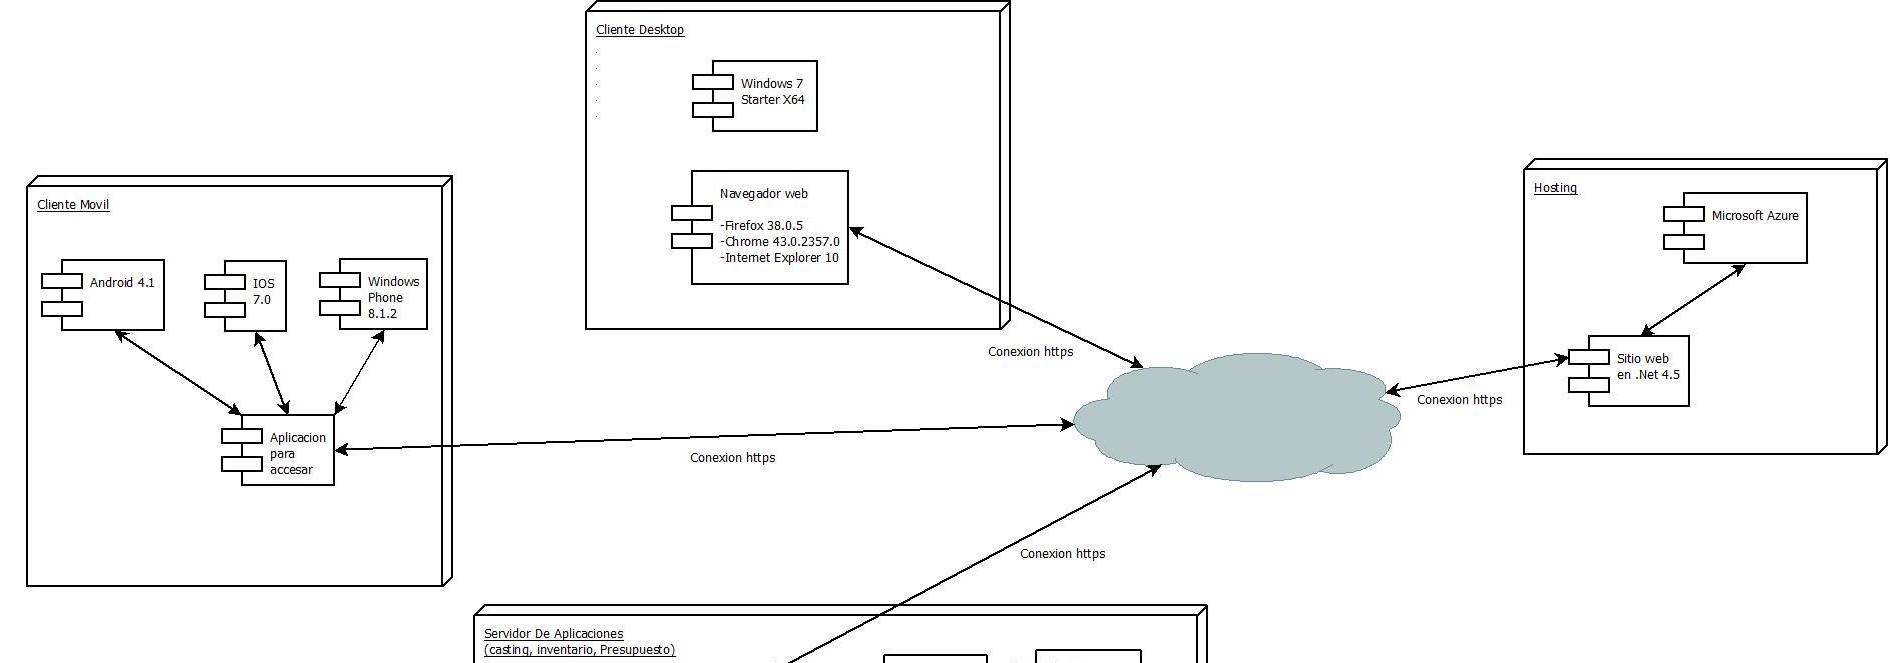 Cliente Desktop
Windows 7
Starter X64
Navegador web
-Firefox 38.0.5
-Chrome 43.0.2357.0
-Internet Explorer 10
Cliente Movil
Android 4.1
IOS
7.0
Windows
Phone
8.1.2
Aplicacion
para
accesar
Hosting
Microsoft Azure
Sitio web
en .Net 4.5
Conexion https
Conexion https
Conexion https
Conexion https
Servidor De Aplicaciones
(casting, inventario, Presupuesto)